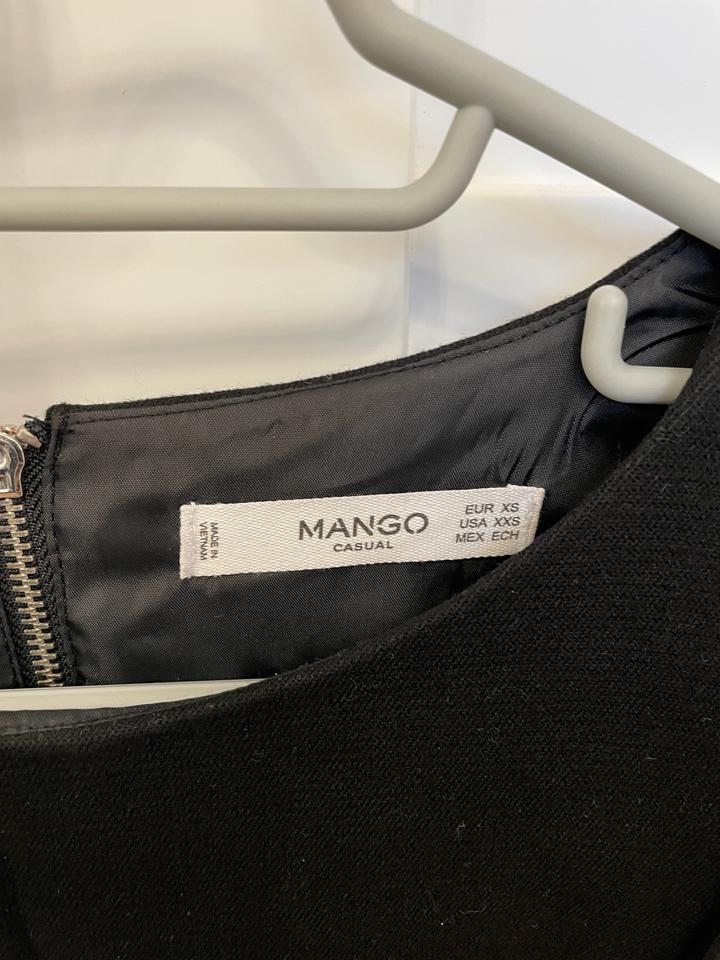 MADE IN
VIETNAM
MANGO
CASUAL
EUR XS
USA XXS
MEX ECH